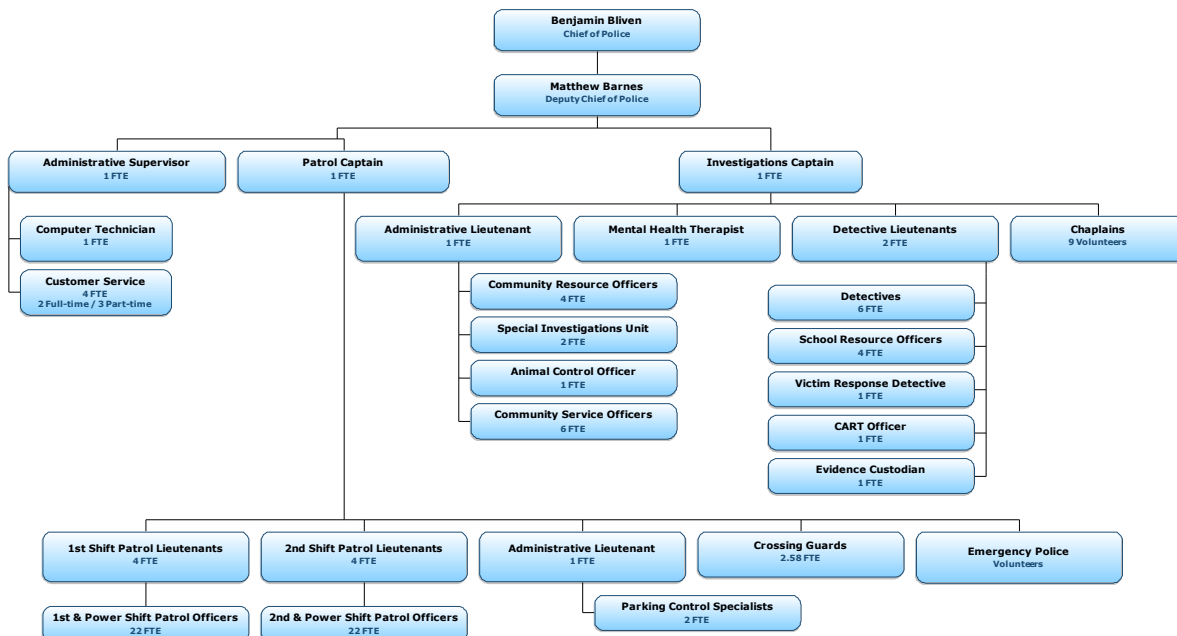 Benjamin Bliven
Chief of Police
Matthew Barnes
Deputy Chief of Police
Administrative Supervisor
1 FTE
Patrol Captain
1 FTE
Investigations Captain
1 FTE
Computer Technician
1 FTE
Customer Service
4 FTE
2 Full-time / 3 Part-time
Administrative Lieutenant
1 FTE
Mental Health Therapist
1 FTE
Detective Lieutenants
2 FTE
Chaplains
9 Volunteers
Community Resource Officers
4 FTE
Special Investigations Unit
2 FTE
Animal Control Officer
1 FTE
Community Service Officers
6 FTE
Detectives
6 FTE
School Resource Officers
4 FTE
Victim Response Detective
1 FTE
CART Officer
1 FTE
Evidence Custodian
1 FTE
1st Shift Patrol Lieutenants
4 FTE
2nd Shift Patrol Lieutenants
4 FTE
Administrative Lieutenant
1 FTE
Crossing Guards
2.58 FTE
Emergency Police
Volunteers
1st & Power Shift Patrol Officers
22 FTE
2nd & Power Shift Patrol Officers
22 FTE
Parking Control Specialists
2 FTE